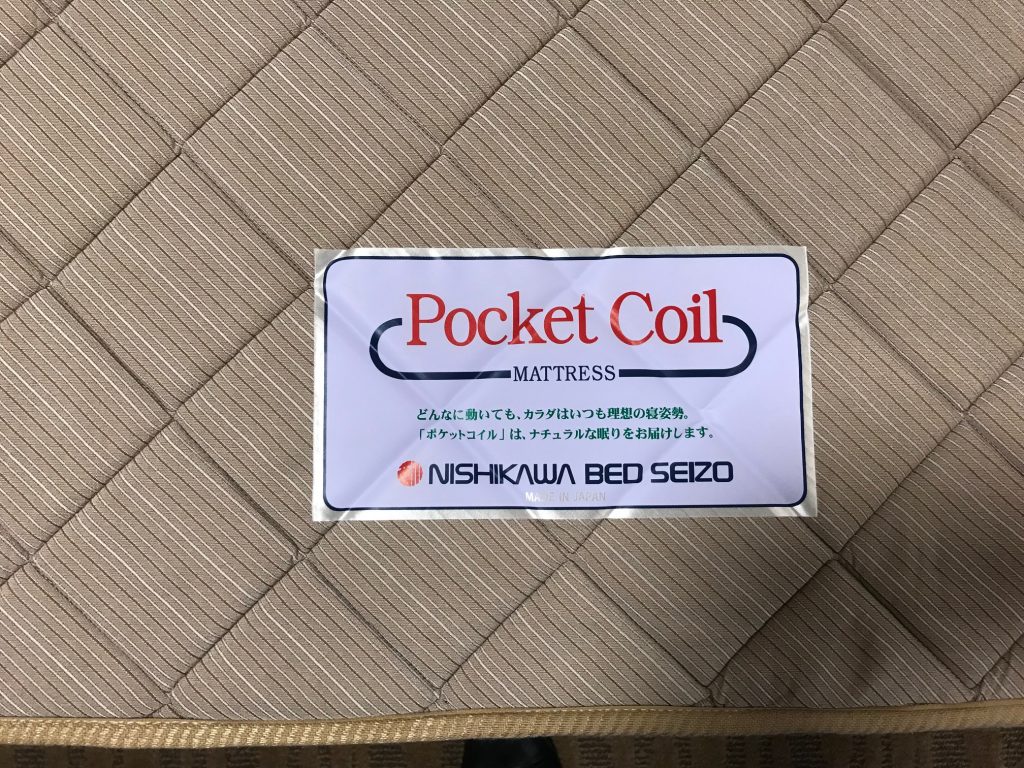 Pocket Coil
MATTRESS
どんなに動いても、カラダはいつも理想の寝姿勢。
「ポケットコイル」は、ナチュラルな眠りをお届けします。
NISHIKAWA BED SEIZO
MADE IN JAPAN